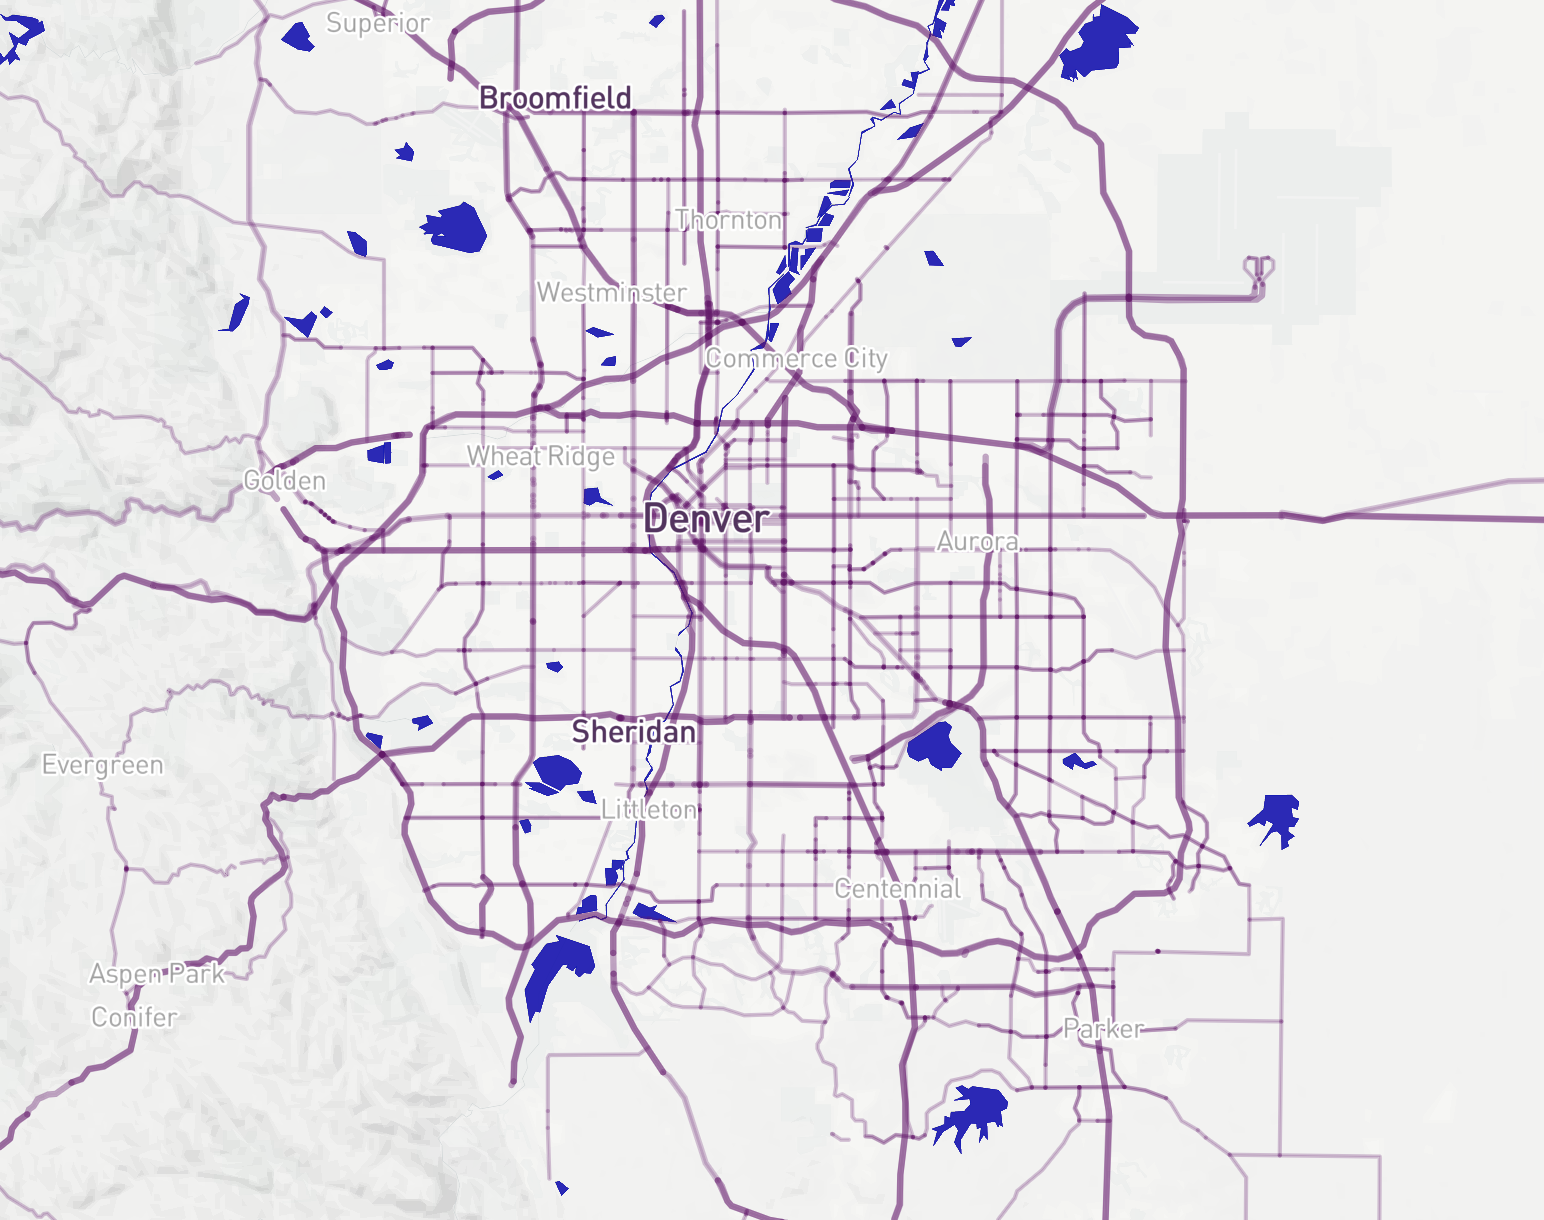 Superior
Broomfield
Thornton
Westminster
Commerce City
Wheat Ridge
Golden
Denver
Aurora
Sheridan
Evergreen
Littleton
Centennial
Aspen Park
Conifer
Parker